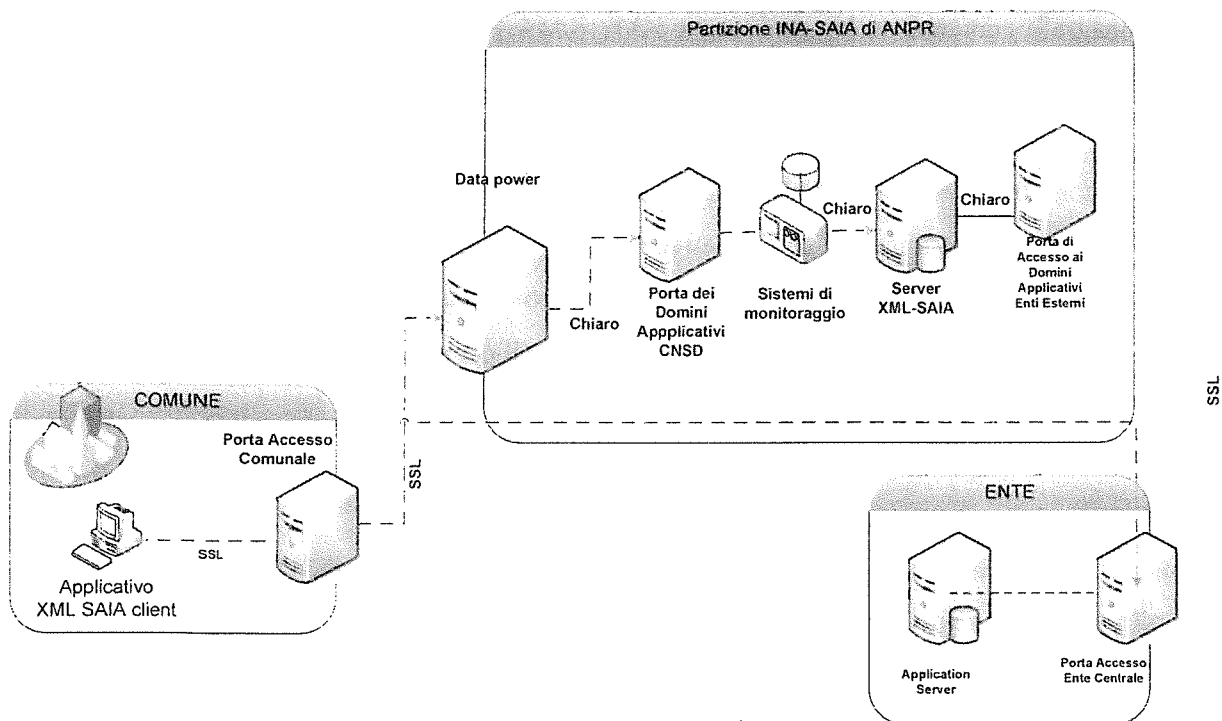 Partizione INA-SAIA di ANPR
Data power
Chiaro
Porta dei
Domini
Appplicativi
CNSD
Sistemi di
monitoraggio
Chiaro
Server
XML-SAIA
Chiaro
Porta di
Accesso ai
Domini
Applicativi
Enti Esterni
SSL
COMUNE
Porta Accesso
Comunale
SSL
SSL
Applicativo
XML SAIA client
ENTE
Application
Server
Porta Accesso
Ente Centrale